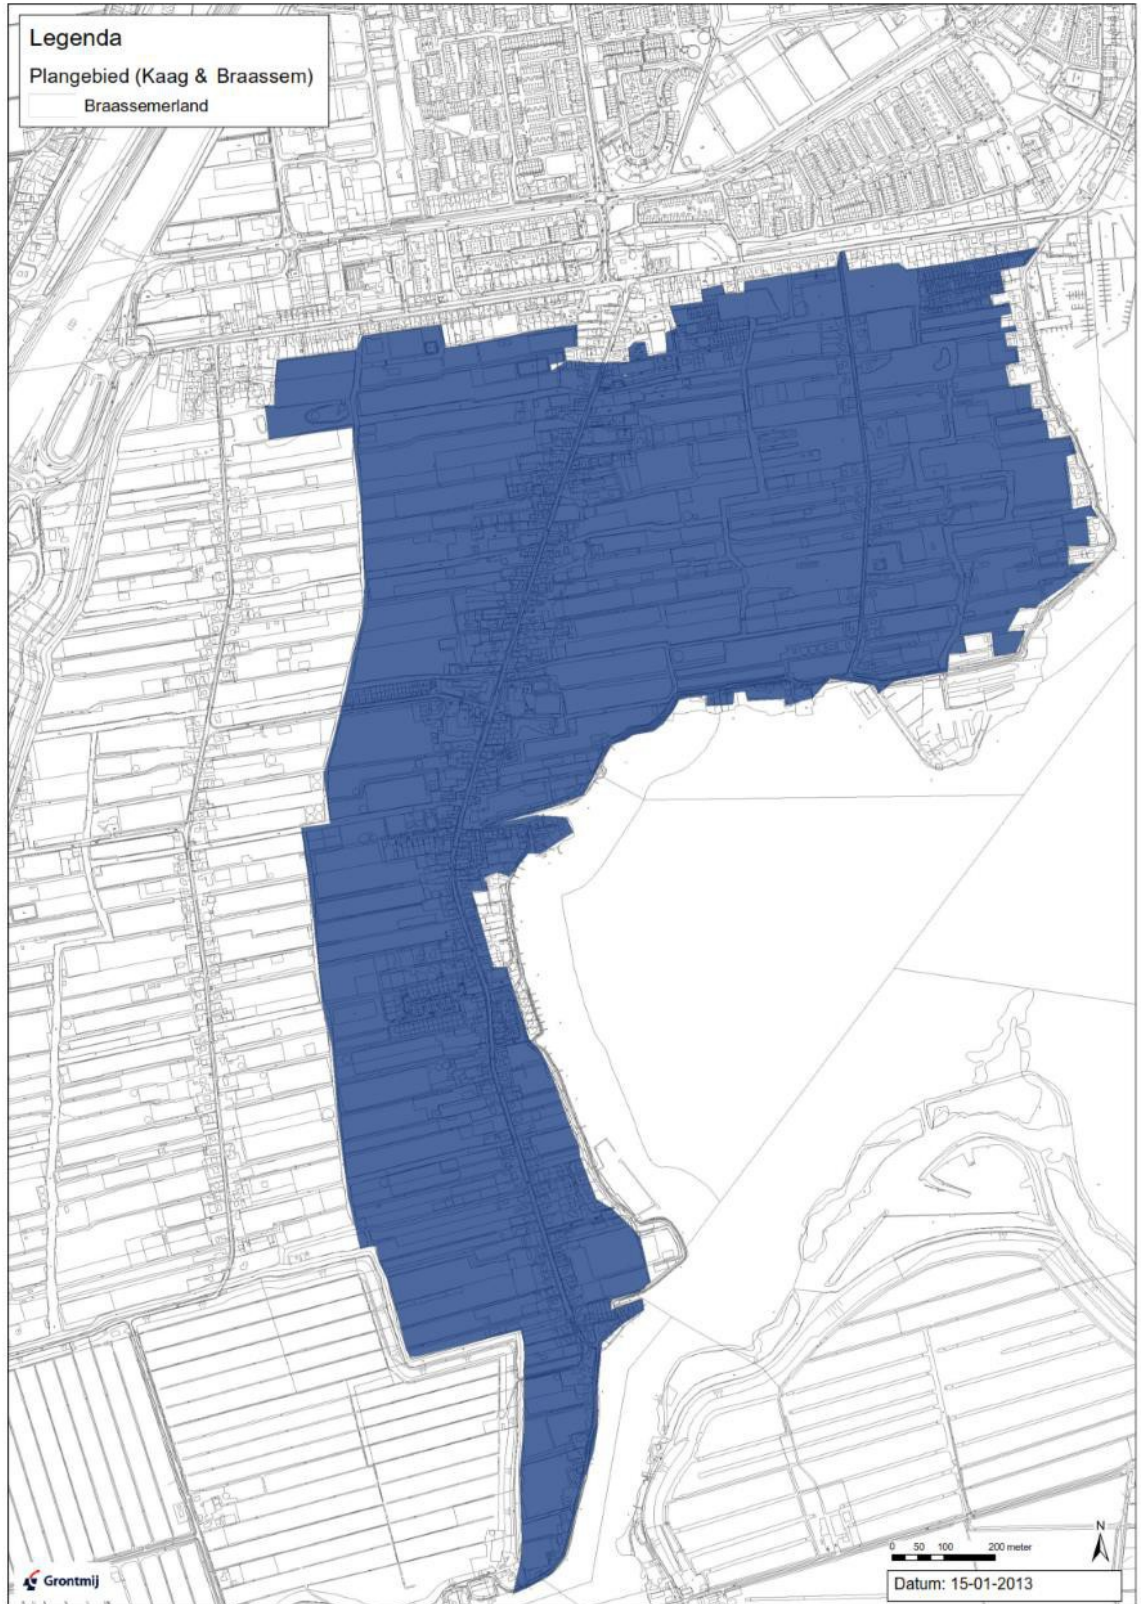 Legenda
Plangebied (Kaag & Braassem)
Braassemerland
N
0 50 100 200 meter
Grontmij
Datum: 15-01-2013